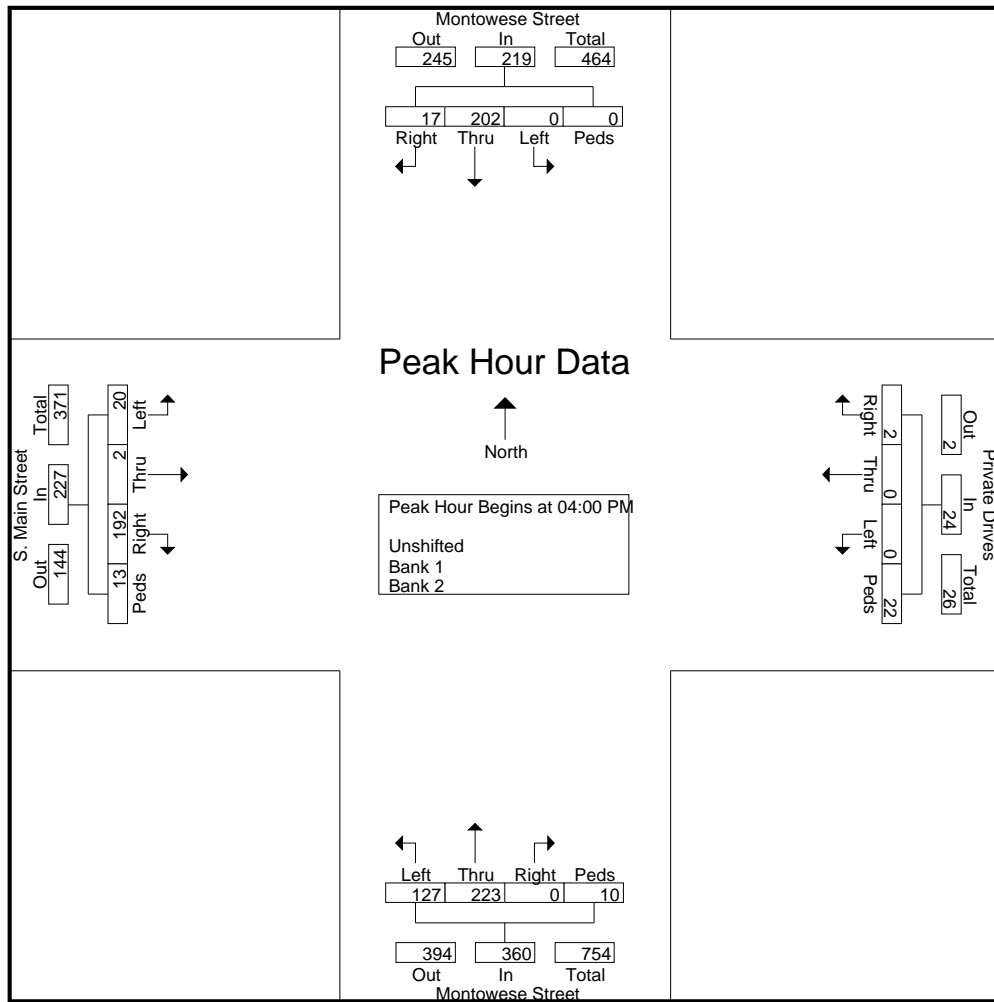 Montowese Street
Out In Total
245 219 464
17 202 0 0
Right Thru Left Peds
Peak Hour Data
North
Peak Hour Begins at 04:00 PM
Unshifted
Bank 1
Bank 2
S. Main Street
Out In Total
144 227 371
Left Thru Right Peds
20 2 192 13
Private Drives
Out In Total
2 24 26
Right Thru Left Peds
2 0 0 22
Left Thru Right Peds
127 223 0 10
394 360 754
Out In Total
Montowese Street